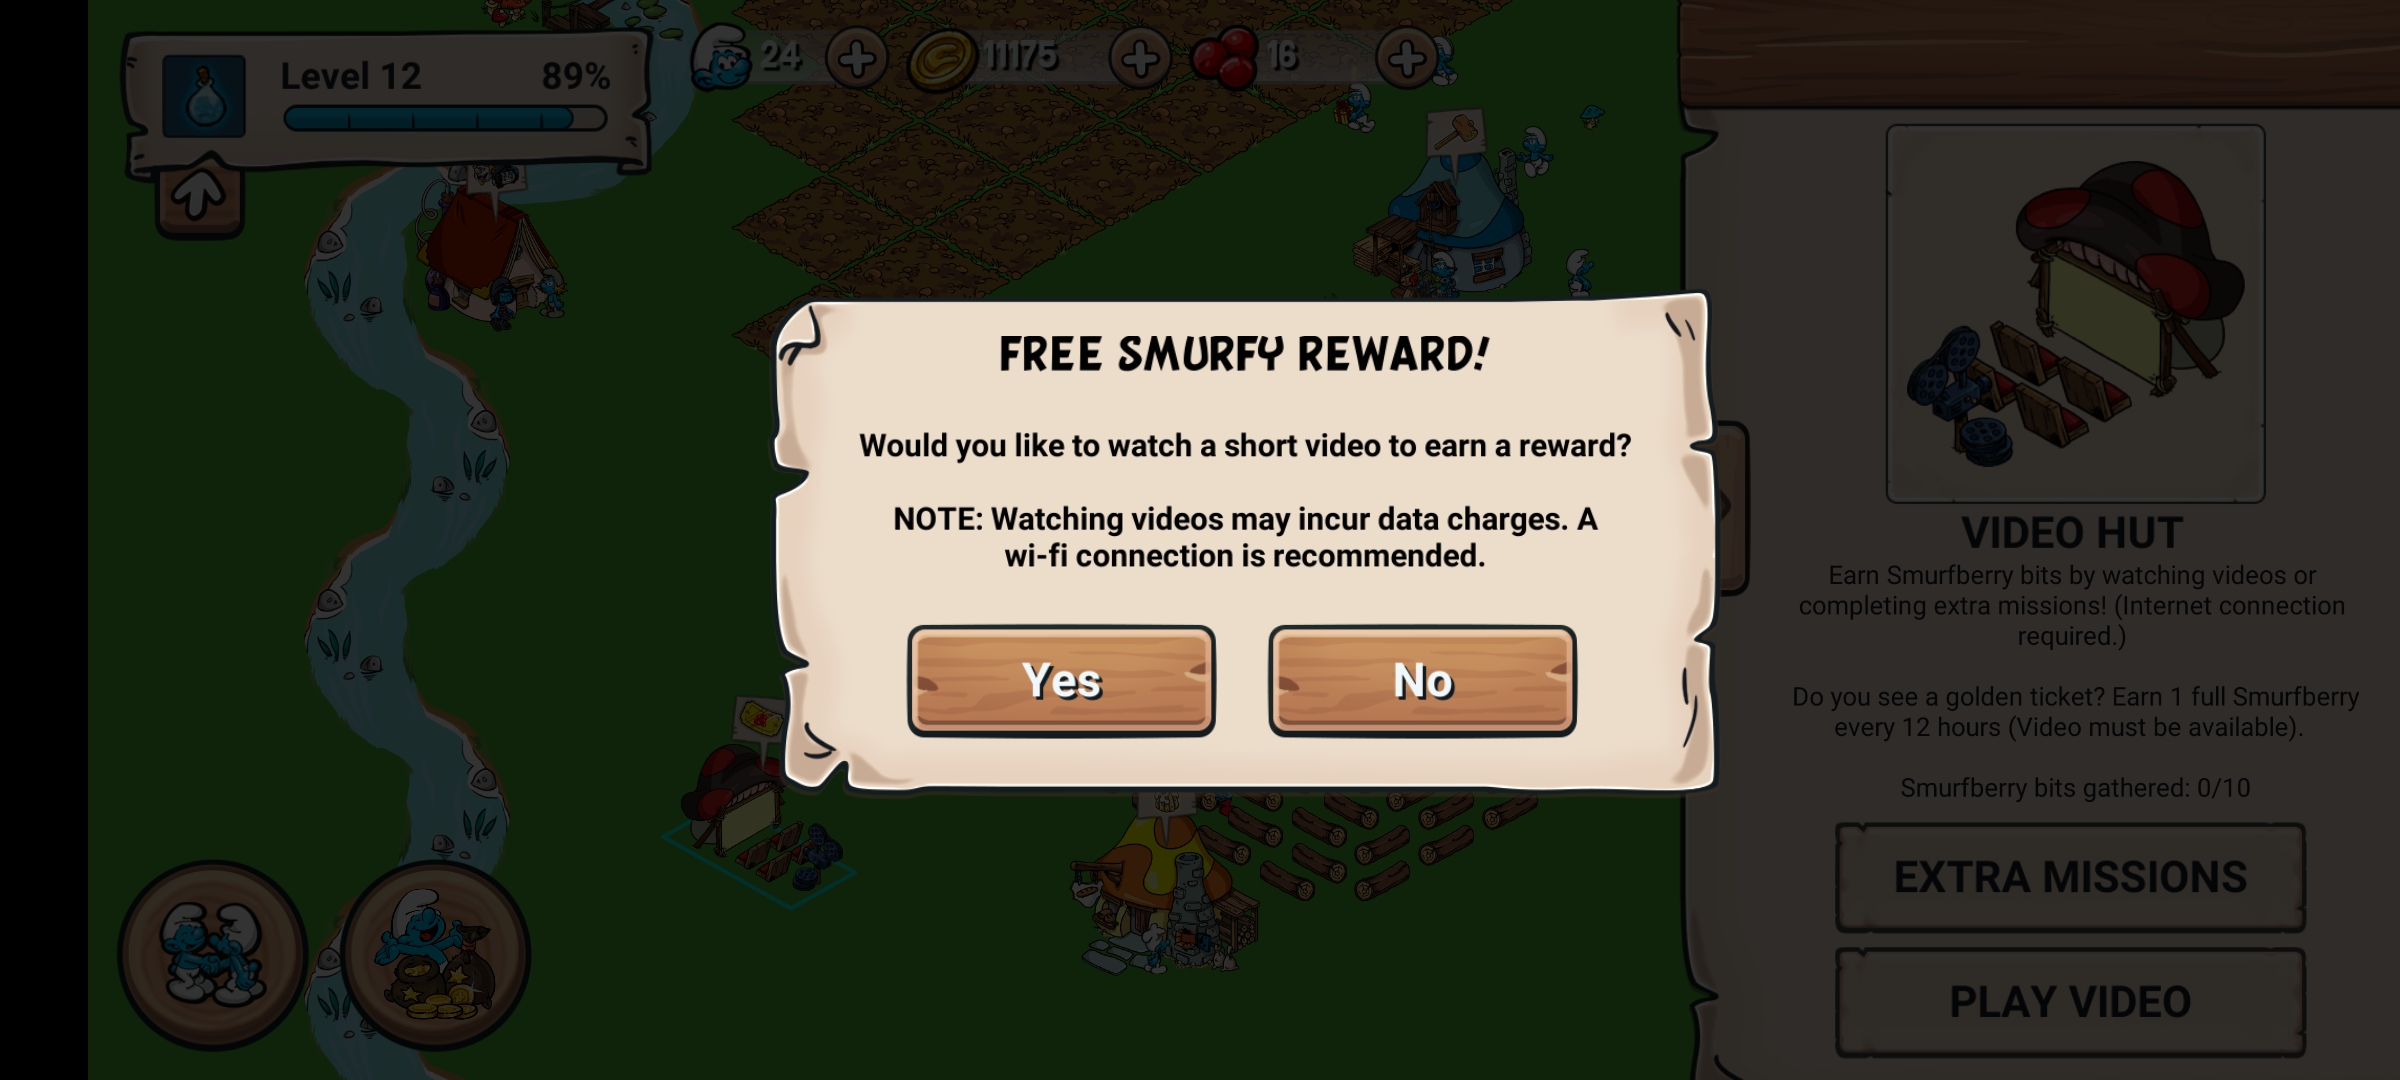 Level 12
89%
24
11175
16
FREE SMURFY REWARD!
Would you like to watch a short video to earn a reward?
NOTE: Watching videos may incur data charges. A
wi-fi connection is recommended.
Yes
No
VIDEO HUT
Earn Smurfberry bits by watching videos or
completing extra missions! (Internet connection
required.)
Do you see a golden ticket? Earn 1 full Smurfberry
every 12 hours (Video must be available).
Smurfberry bits gathered: 0/10
EXTRA MISSIONS
PLAY VIDEO